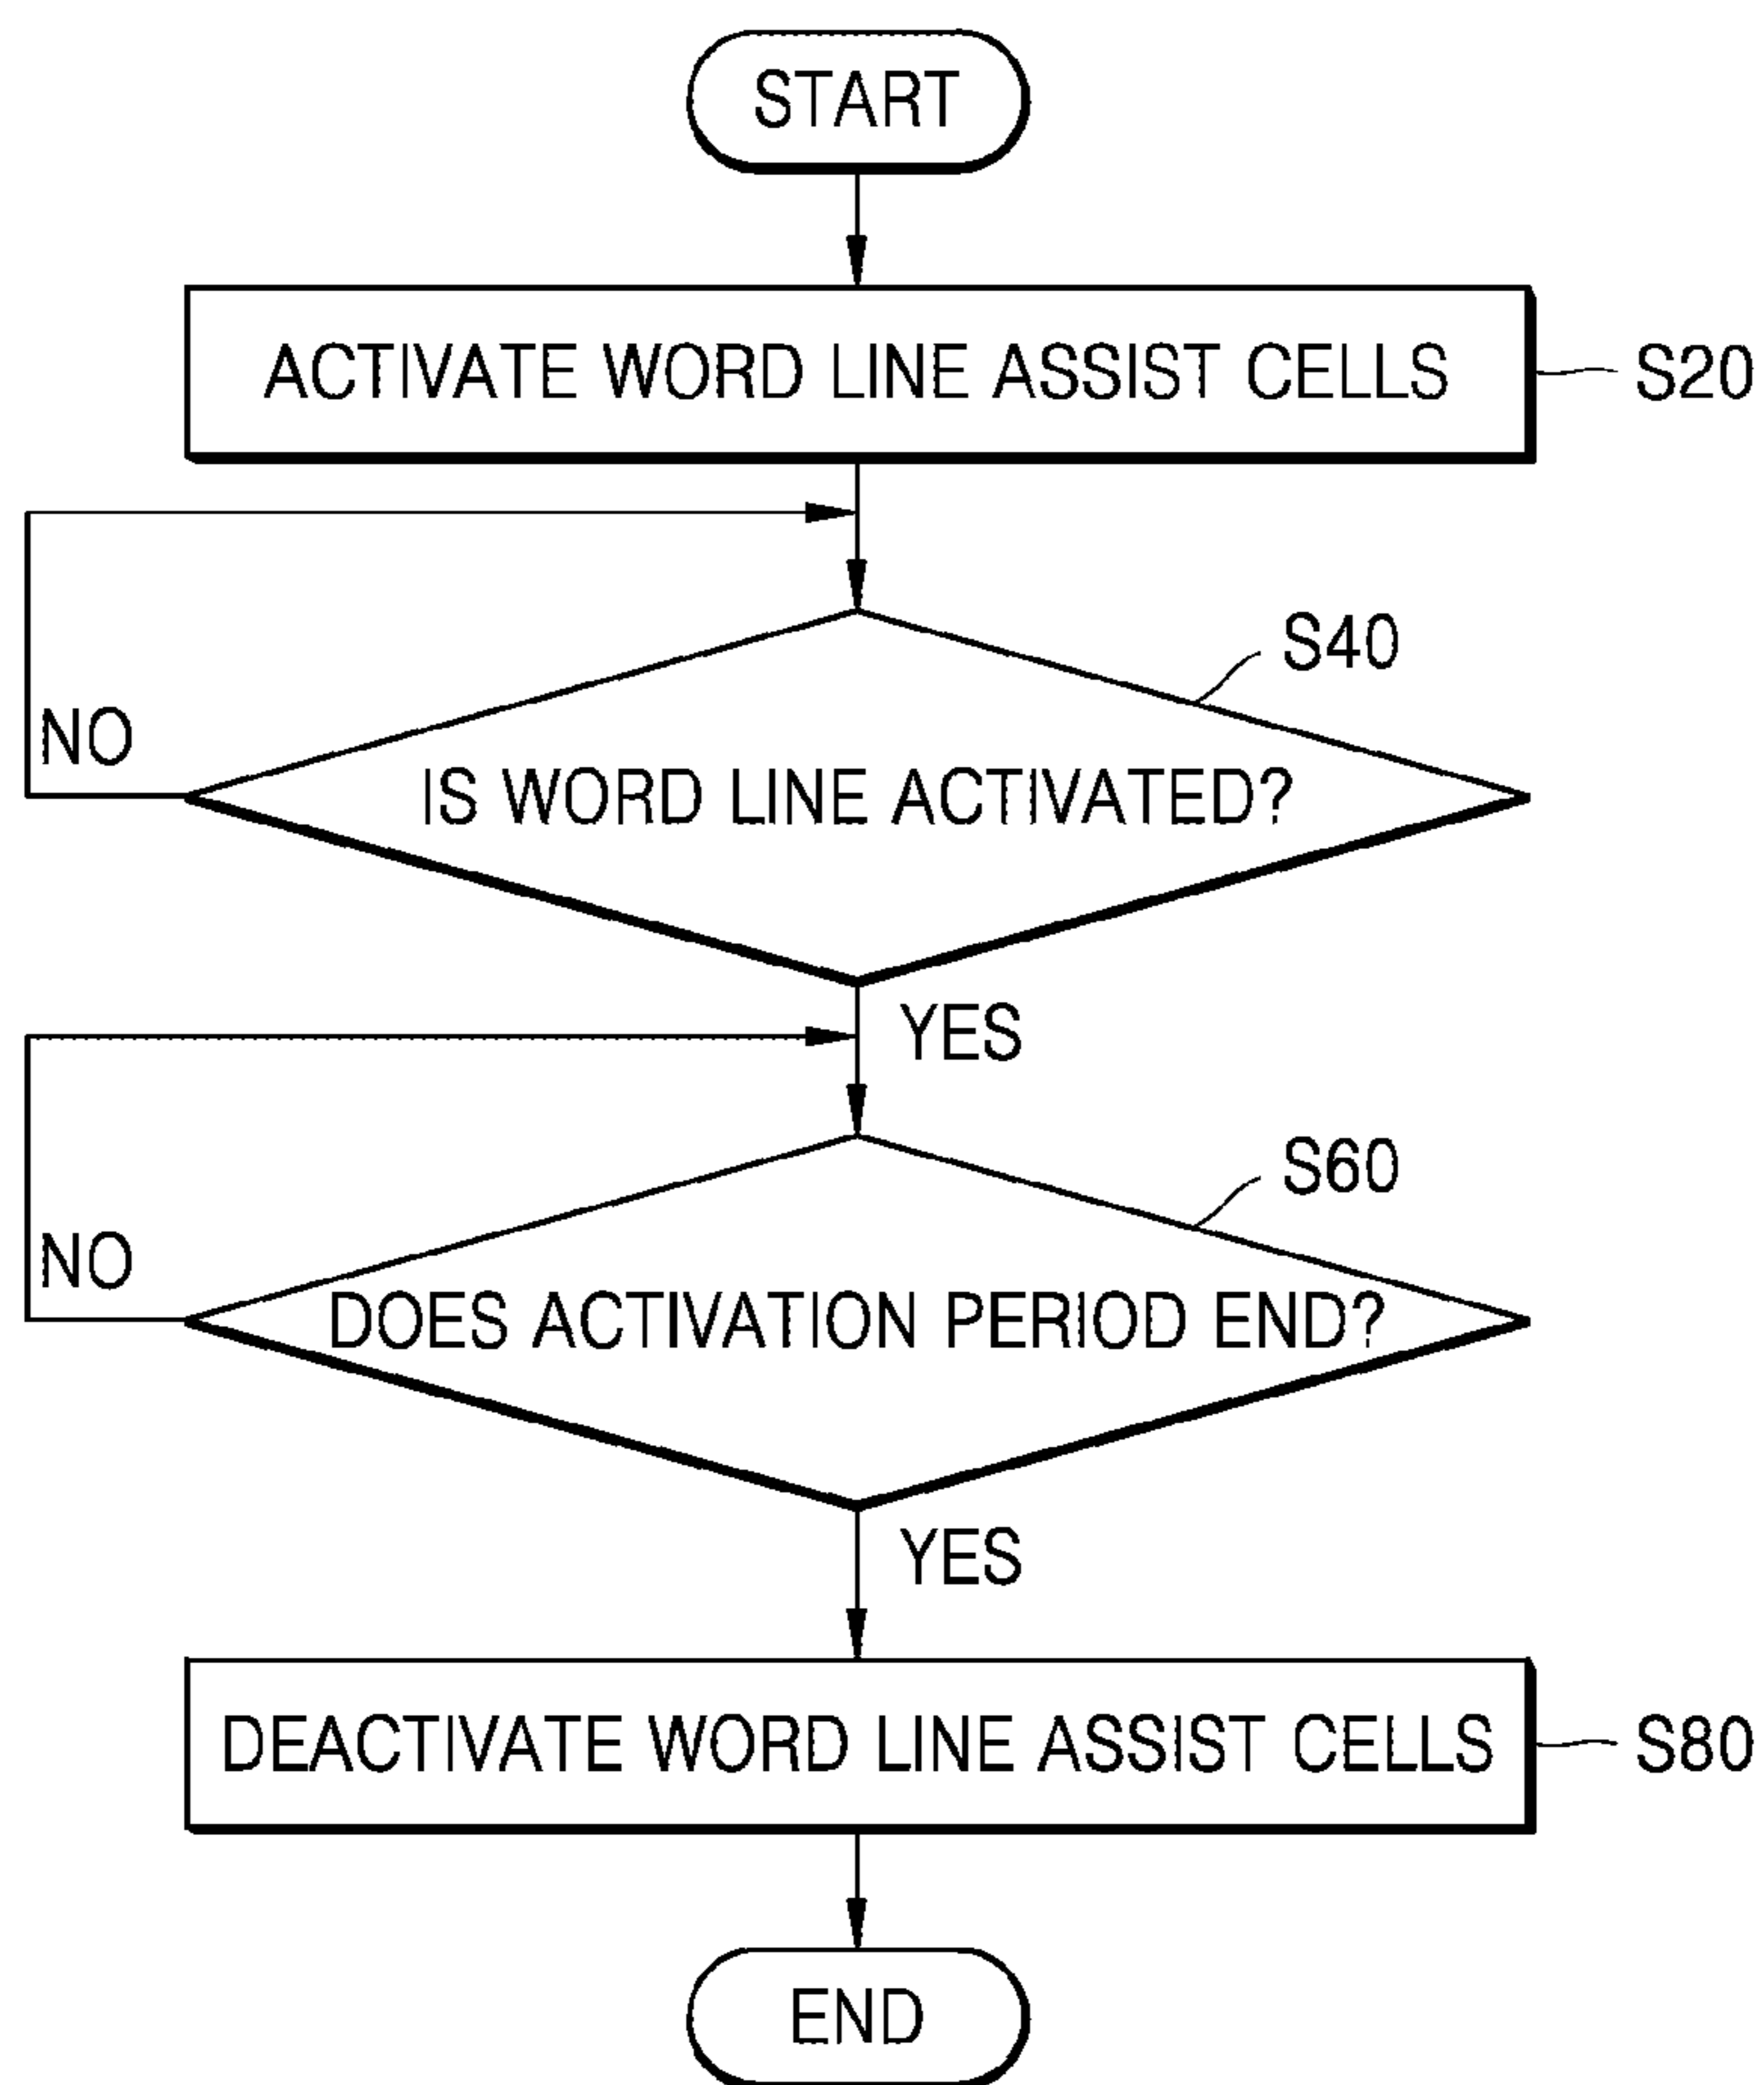 START
ACTIVATE WORD LINE ASSIST CELLS
S20
S40
NO
IS WORD LINE ACTIVATED?
YES
S60
NO
DOES ACTIVATION PERIOD END?
YES
DEACTIVATE WORD LINE ASSIST CELLS
S80
END